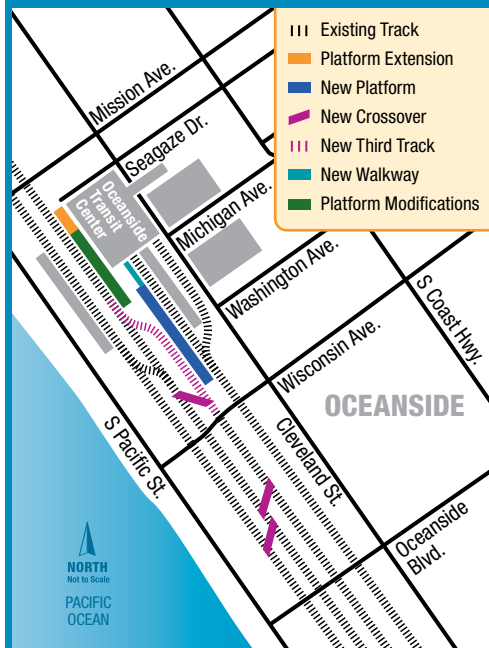 Existing Track
Platform Extension
New Platform
New Crossover
New Third Track
New Walkway
Platform Modifications
Mission Ave.
Seagaze Dr.
Oceanside
Transit
Center
Michigan Ave.
Washington Ave.
S Coast Hwy.
Wisconsin Ave.
OCEANSIDE
S Pacific St.
Cleveland St.
Oceanside
Blvd.
NORTH
Not to Scale
PACIFIC
OCEAN